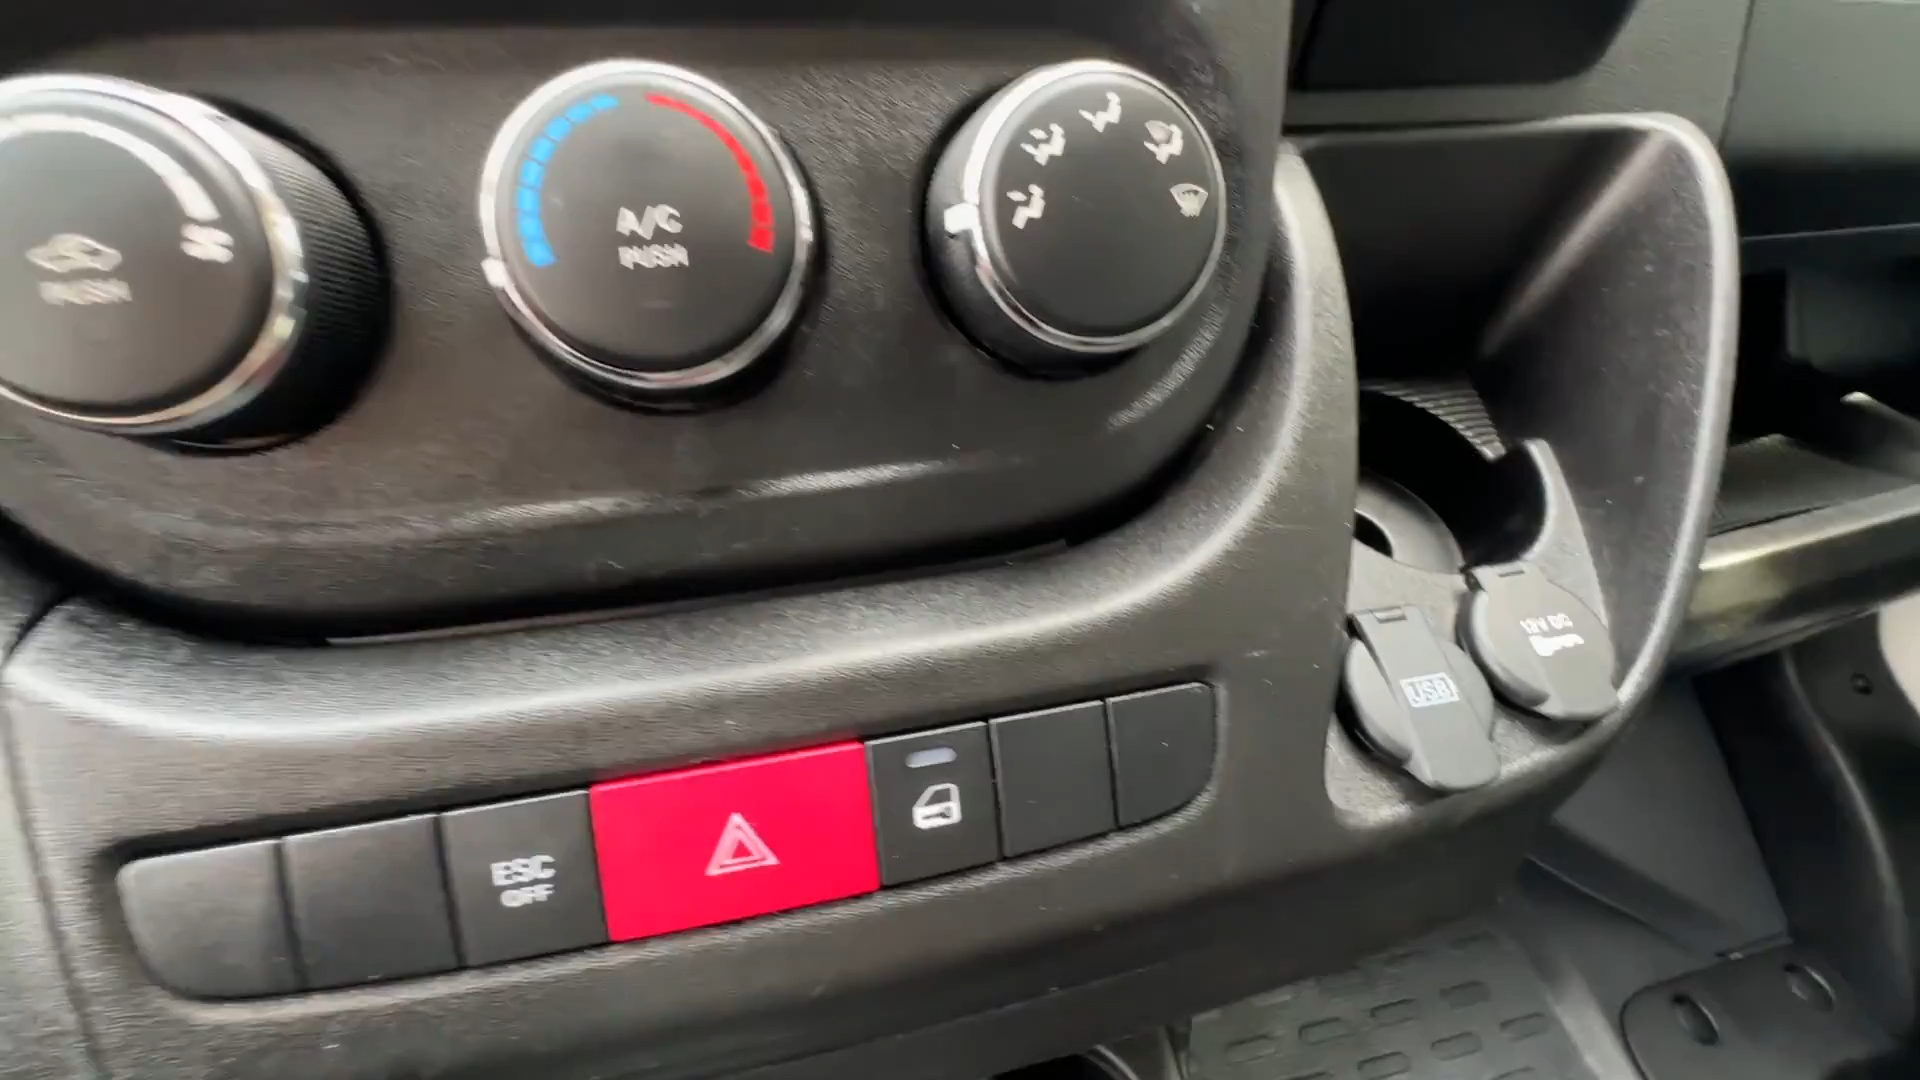 PUSH
A/C
PUSH
ESC
OFF
USB
12V DC